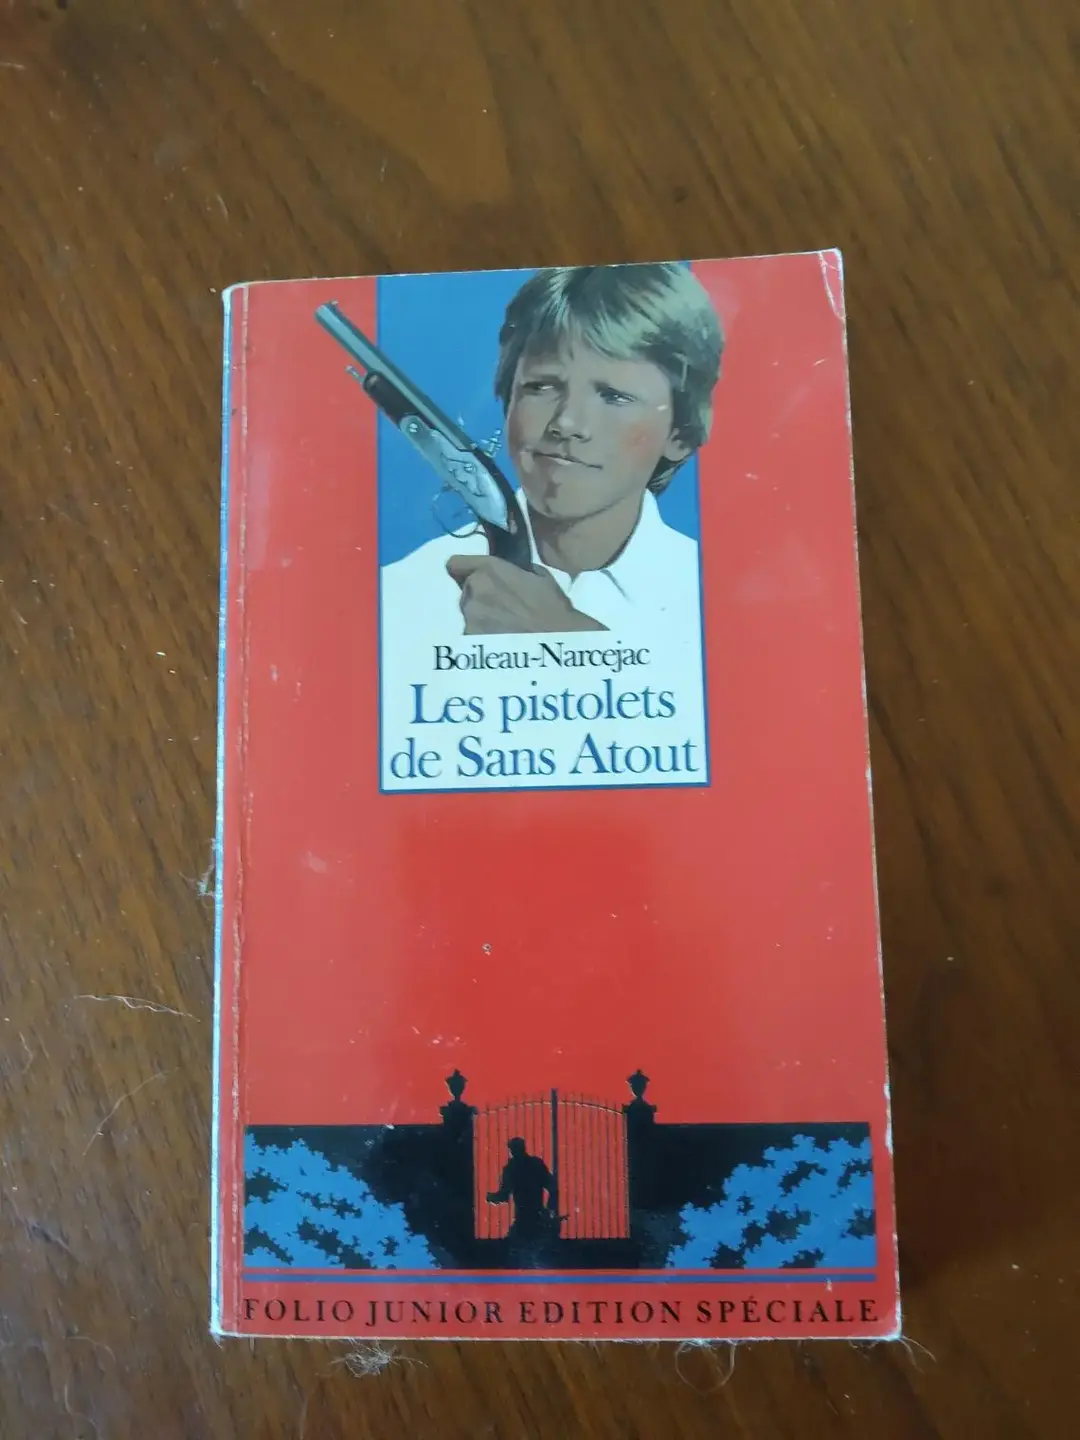 Boileau-Narcejac
Les pistolets
de Sans Atout
FOLIO JUNIOR EDITION SPÉCIALE